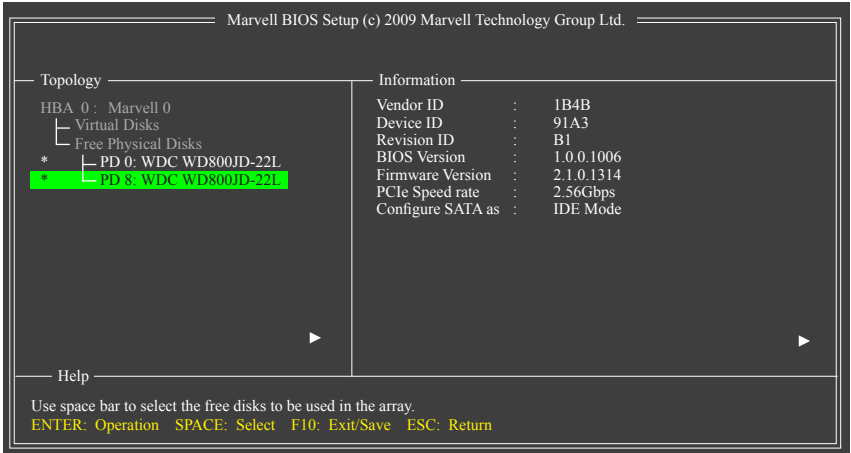 Marvell BIOS Setup (c) 2009 Marvell Technology Group Ltd.
Topology
HBA 0 : Marvell 0
Virtual Disks
Free Physical Disks
* PD 0: WDC WD800JD-22L
* PD 8: WDC WD800JD-22L
Information
Vendor ID : 1B4B
Device ID : 91A3
Revision ID : B1
BIOS Version : 1.0.0.1006
Firmware Version : 2.1.0.1314
PCIe Speed rate : 2.56Gbps
Configure SATA as : IDE Mode
Help
Use space bar to select the free disks to be used in the array.
ENTER: Operation SPACE: Select F10: Exit/Save ESC: Return